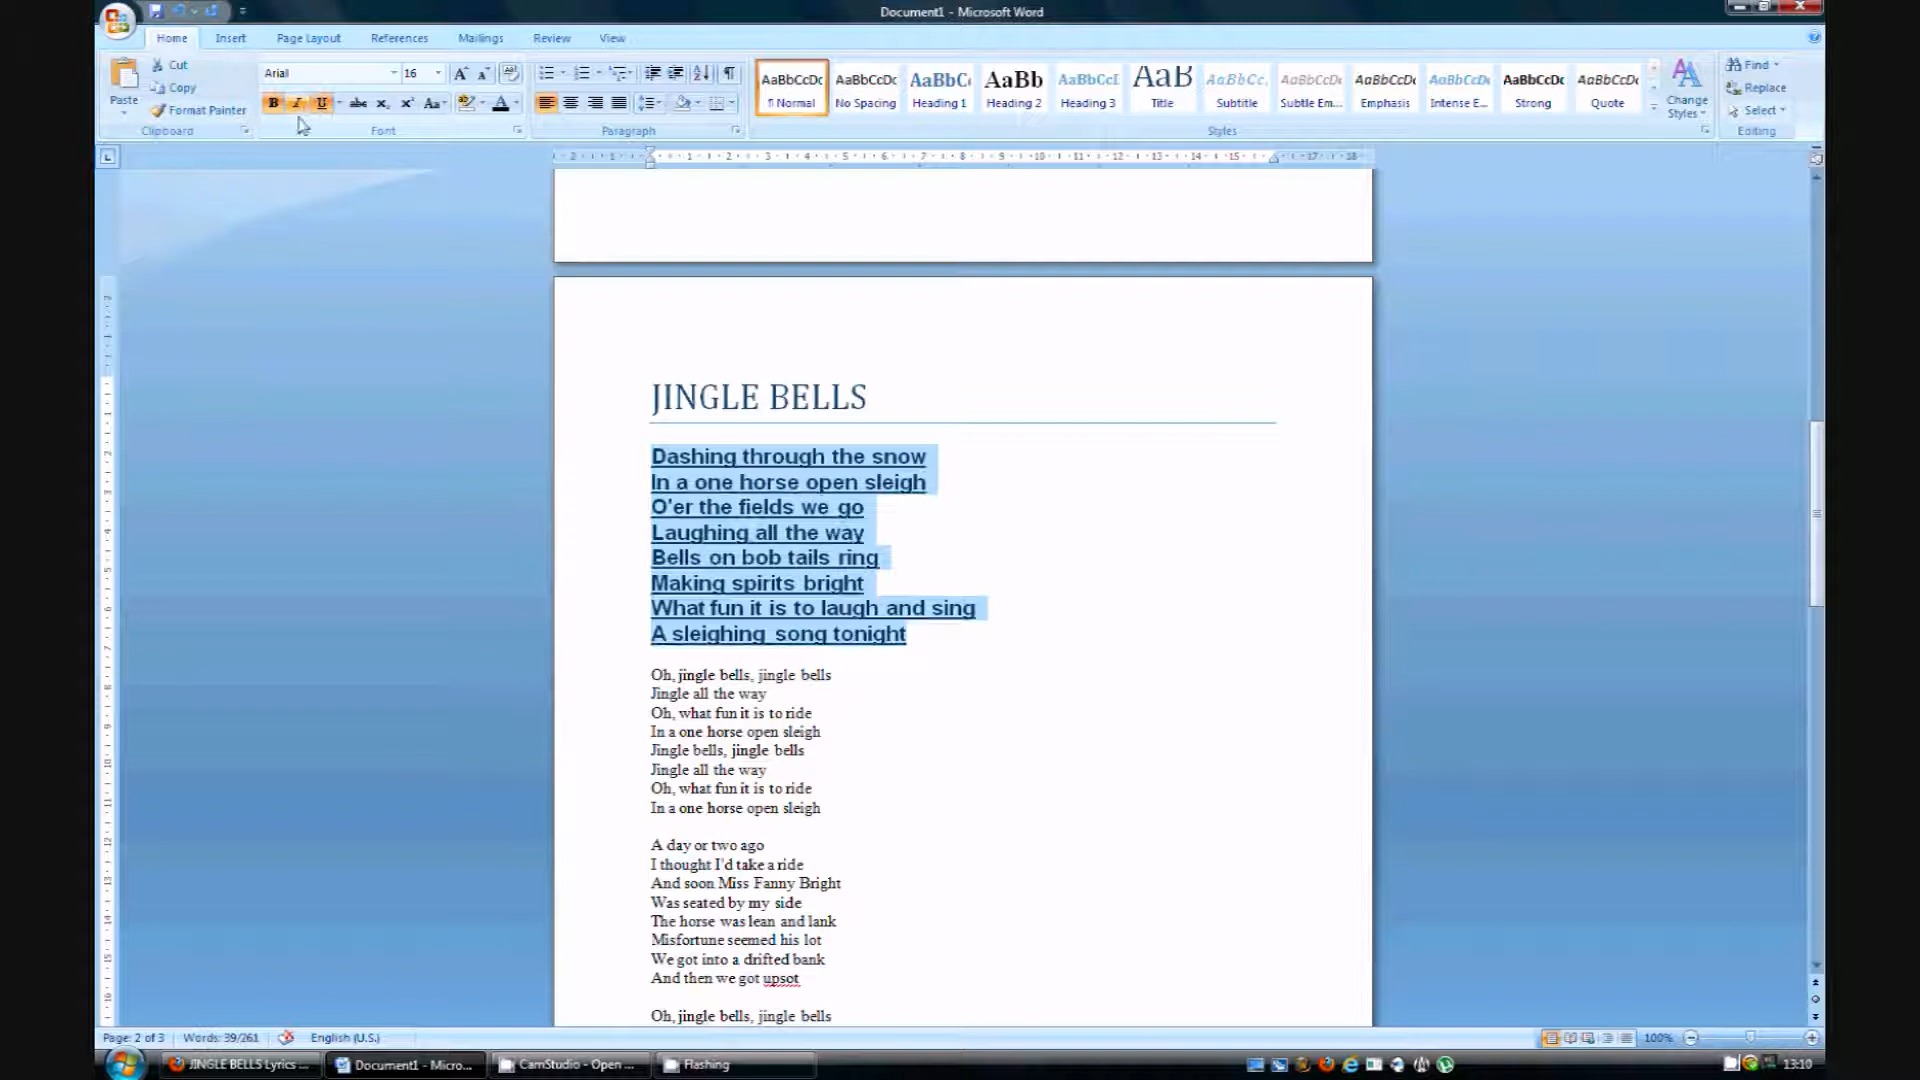 Document1 - Microsoft Word
Home Insert Page Layout References Mailings Review View
Paste
Cut
Copy
Format Painter
Clipboard
Arial 16
B I U abc x₂ x² Aa
Font
Paragraph
AaBbCcDc AaBbCcDc AaBbC( AaBb AaBbCcI AaB AaBbCc. AaBbCcDc AaBbCcDc AaBbCcDc AaBbCcDc AaBbCcDc
¶ Normal No Spacing Heading 1 Heading 2 Heading 3 Title Subtitle Subtle Em... Emphasis Intense E... Strong Quote
Styles
Change
Styles
Find
Replace
Select
Editing
JINGLE BELLS
Dashing through the snow
In a one horse open sleigh
O'er the fields we go
Laughing all the way
Bells on bob tails ring
Making spirits bright
What fun it is to laugh and sing
A sleighing song tonight
Oh, jingle bells, jingle bells
Jingle all the way
Oh, what fun it is to ride
In a one horse open sleigh
Jingle bells, jingle bells
Jingle all the way
Oh, what fun it is to ride
In a one horse open sleigh
A day or two ago
I thought I'd take a ride
And soon Miss Fanny Bright
Was seated by my side
The horse was lean and lank
Misfortune seemed his lot
We got into a drifted bank
And then we got upsot
Oh, jingle bells, jingle bells
Page: 2 of 3 Words: 39/261 English (U.S.) 100%
JINGLE BELLS Lyrics ... Document1 - Micro... CamStudio - Open ... Flashing 13:10